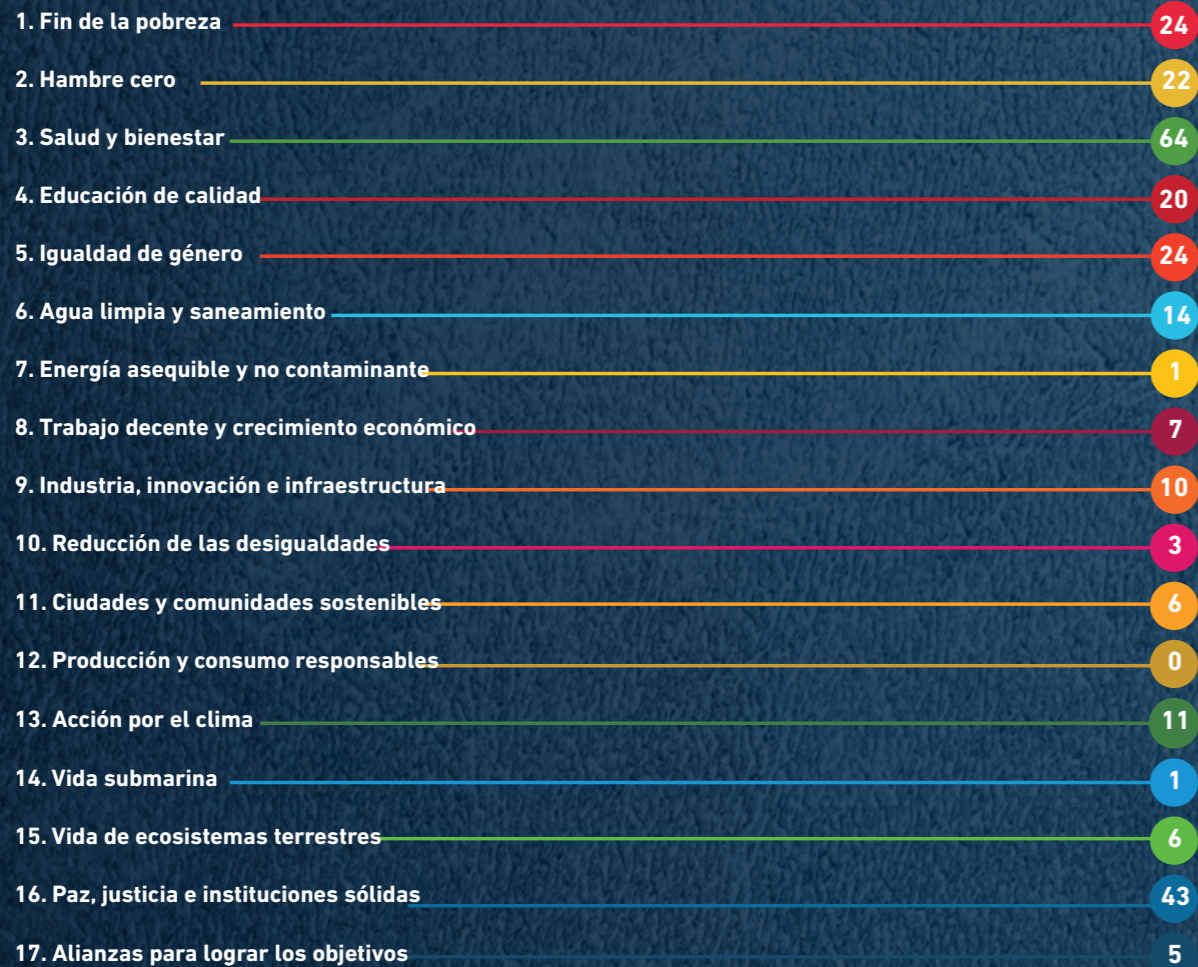 1. Fin de la pobreza 24
2. Hambre cero 22
3. Salud y bienestar 64
4. Educación de calidad 20
5. Igualdad de género 24
6. Agua limpia y saneamiento 14
7. Energía asequible y no contaminante 1
8. Trabajo decente y crecimiento económico 7
9. Industria, innovación e infraestructura 10
10. Reducción de las desigualdades 3
11. Ciudades y comunidades sostenibles 6
12. Producción y consumo responsables 0
13. Acción por el clima 11
14. Vida submarina 1
15. Vida de ecosistemas terrestres 6
16. Paz, justicia e instituciones sólidas 43
17. Alianzas para lograr los objetivos 5